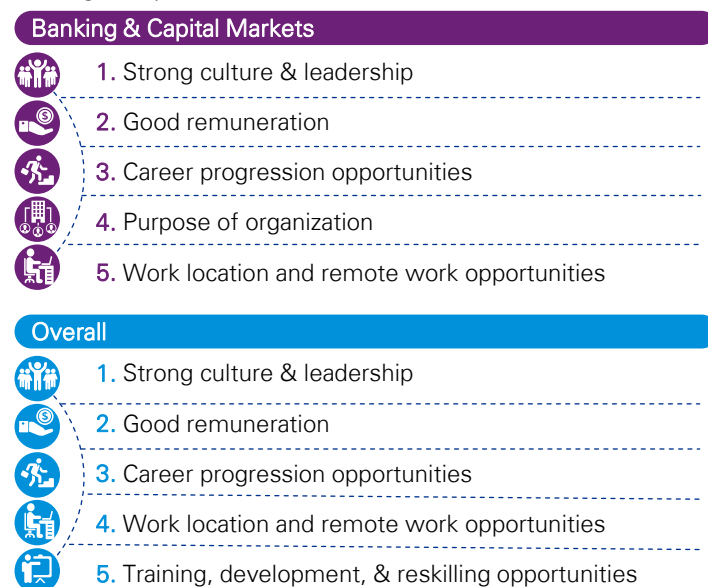 Banking & Capital Markets
1. Strong culture & leadership
2. Good remuneration
3. Career progression opportunities
4. Purpose of organization
5. Work location and remote work opportunities
Overall
1. Strong culture & leadership
2. Good remuneration
3. Career progression opportunities
4. Work location and remote work opportunities
5. Training, development, & reskilling opportunities